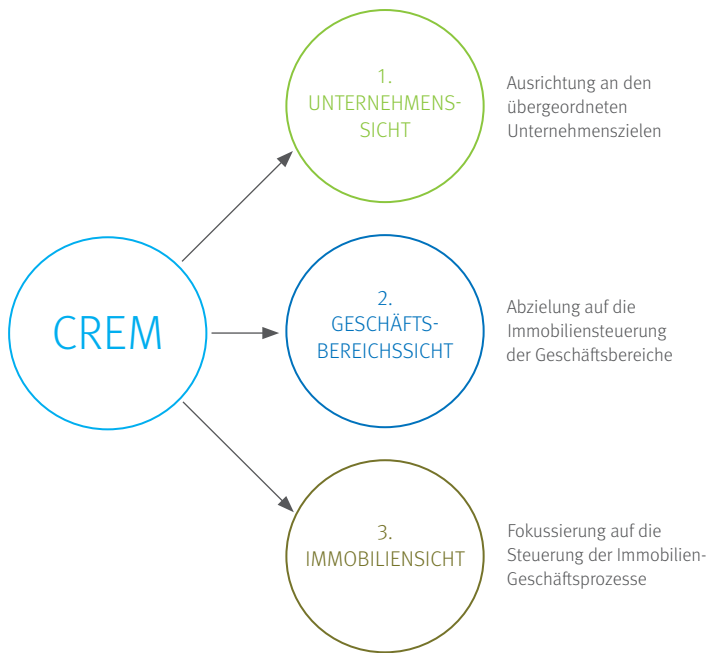 1.
UNTERNEHMENS-
SICHT
Ausrichtung an den
übergeordneten
Unternehmenszielen
CREM
2.
GESCHÄFTS-
BEREICHSSICHT
Abzielung auf die
Immobiliensteuerung
der Geschäftsbereiche
3.
IMMOBILIENSICHT
Fokussierung auf die
Steuerung der Immobilien-
Geschäftsprozesse